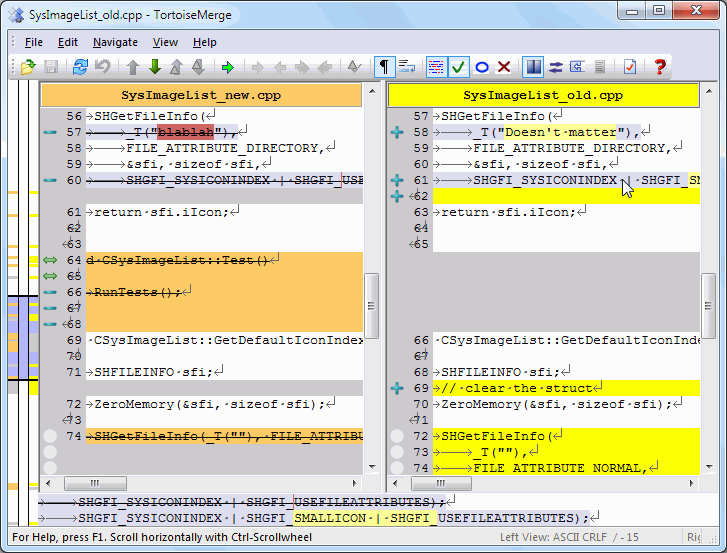 SysImageList_old.cpp - TortoiseMerge
File Edit Navigate View Help
SysImageList_new.cpp
56 →SHGetFileInfo(↵
57 →───→_T("blablah"),↵
58 →───→FILE_ATTRIBUTE_DIRECTORY,↵
59 →───→&sfi,·sizeof·sfi,↵
60 →───→SHGFI_SYSICONINDEX·|·SHGFI_USE
61 →return·sfi.iIcon;↵
62 ↵
63 ↵
64 d·CSysImageList::Test()↵
65 ↵
66 →RunTests();↵
67 ↵
68 ↵
69 ·CSysImageList::GetDefaultIconIndex
70 ↵
71 →SHFILEINFO·sfi;↵
72 →ZeroMemory(&sfi,·sizeof·sfi);↵
73 ↵
74 →SHGetFileInfo(_T(""),·FILE_ATTRIBU
SysImageList_old.cpp
57 →SHGetFileInfo(↵
58 →───→_T("Doesn't·matter"),↵
59 →───→FILE_ATTRIBUTE_DIRECTORY,↵
60 →───→&sfi,·sizeof·sfi,↵
61 →───→SHGFI_SYSICONINDEX·|·SHGFI_SM
62 ↵
63 →return·sfi.iIcon;↵
64 ↵
65 ↵
66 ·CSysImageList::GetDefaultIconInde
67 ↵
68 →SHFILEINFO·sfi;↵
69 →//·clear·the·struct↵
70 →ZeroMemory(&sfi,·sizeof·sfi);↵
71 ↵
72 →SHGetFileInfo(↵
73 →───→_T(""),↵
74 →───→FILE_ATTRIBUTE_NORMAL,↵
→───→SHGFI_SYSICONINDEX·|·SHGFI_USEFILEATTRIBUTES);↵
→───→SHGFI_SYSICONINDEX·|·SHGFI_SMALLICON·|·SHGFI_USEFILEATTRIBUTES);↵
For Help, press F1. Scroll horizontally with Ctrl-Scrollwheel
Left View: ASCII CRLF / - 15
Rig